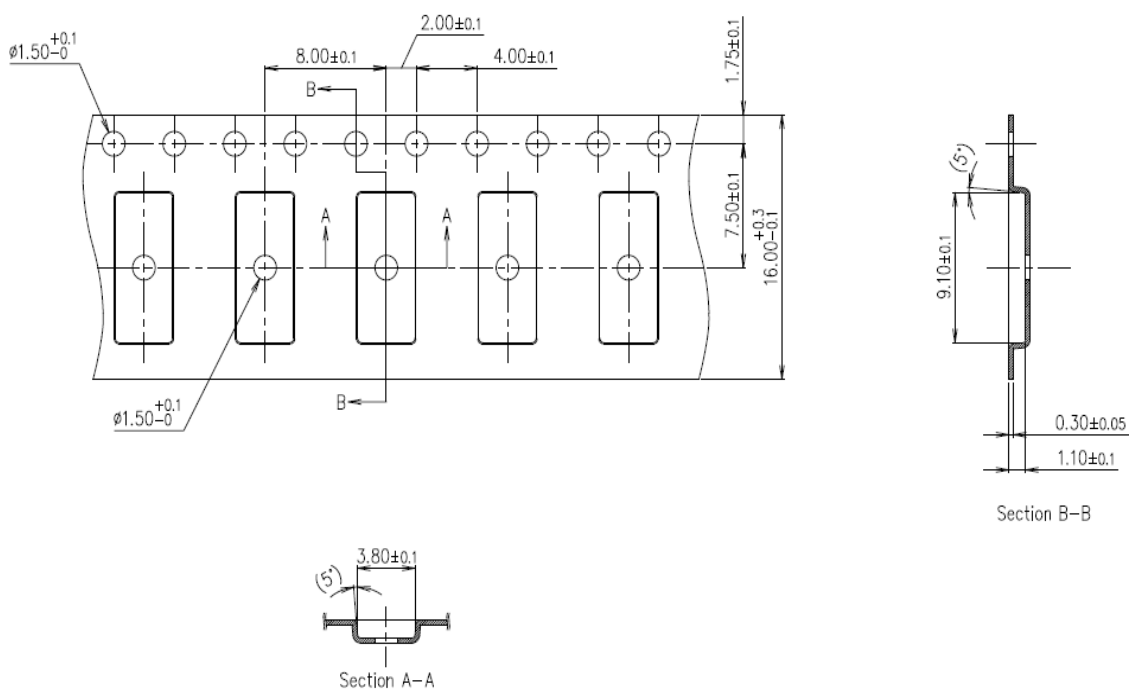 2.00±0.1
⌀1.50 +0.1 -0
8.00±0.1
4.00±0.1
1.75±0.1
B
(5°)
A
A
7.50±0.1
16.00 +0.3 -0.1
9.10±0.1
B
⌀1.50 +0.1 -0
0.30±0.05
1.10±0.1
Section B-B
3.80±0.1
(5°)
Section A-A